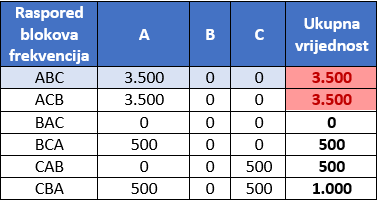 Raspored blokova frekvencija | A | B | C | Ukupna vrijednost
ABC | 3.500 | 0 | 0 | 3.500
ACB | 3.500 | 0 | 0 | 3.500
BAC | 0 | 0 | 0 | 0
BCA | 500 | 0 | 0 | 500
CAB | 0 | 0 | 500 | 500
CBA | 500 | 0 | 500 | 1.000